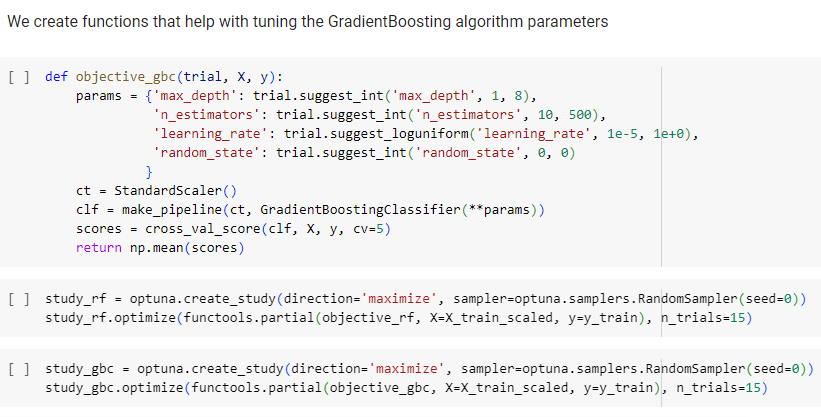 We create functions that help with tuning the GradientBoosting algorithm parameters
[ ] def objective_gbc(trial, X, y):
params = {'max_depth': trial.suggest_int('max_depth', 1, 8),
'n_estimators': trial.suggest_int('n_estimators', 10, 500),
'learning_rate': trial.suggest_loguniform('learning_rate', 1e-5, 1e+0),
'random_state': trial.suggest_int('random_state', 0, 0)
}
ct = StandardScaler()
clf = make_pipeline(ct, GradientBoostingClassifier(**params))
scores = cross_val_score(clf, X, y, cv=5)
return np.mean(scores)
[ ] study_rf = optuna.create_study(direction='maximize', sampler=optuna.samplers.RandomSampler(seed=0))
study_rf.optimize(functools.partial(objective_rf, X=X_train_scaled, y=y_train), n_trials=15)
[ ] study_gbc = optuna.create_study(direction='maximize', sampler=optuna.samplers.RandomSampler(seed=0))
study_gbc.optimize(functools.partial(objective_gbc, X=X_train_scaled, y=y_train), n_trials=15)